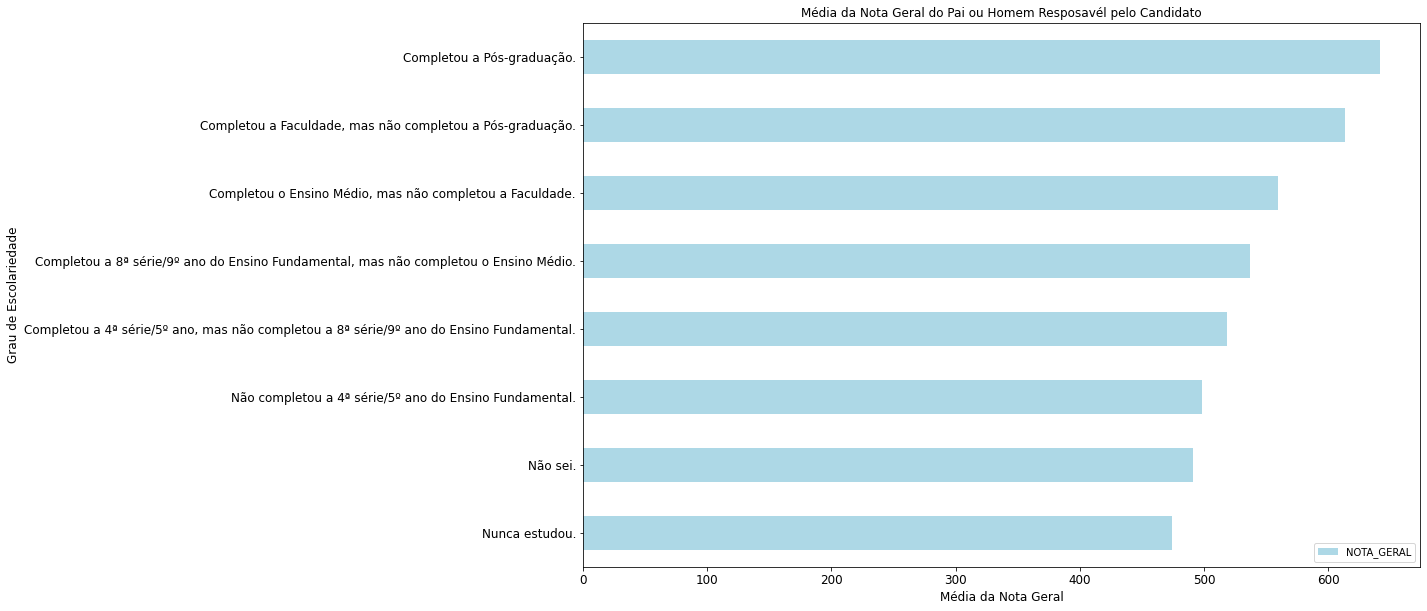 Média da Nota Geral do Pai ou Homem Resposavél pelo Candidato
Grau de Escolariedade
Completou a Pós-graduação.
Completou a Faculdade, mas não completou a Pós-graduação.
Completou o Ensino Médio, mas não completou a Faculdade.
Completou a 8ª série/9º ano do Ensino Fundamental, mas não completou o Ensino Médio.
Completou a 4ª série/5º ano, mas não completou a 8ª série/9º ano do Ensino Fundamental.
Não completou a 4ª série/5º ano do Ensino Fundamental.
Não sei.
Nunca estudou.
NOTA_GERAL
0 100 200 300 400 500 600
Média da Nota Geral